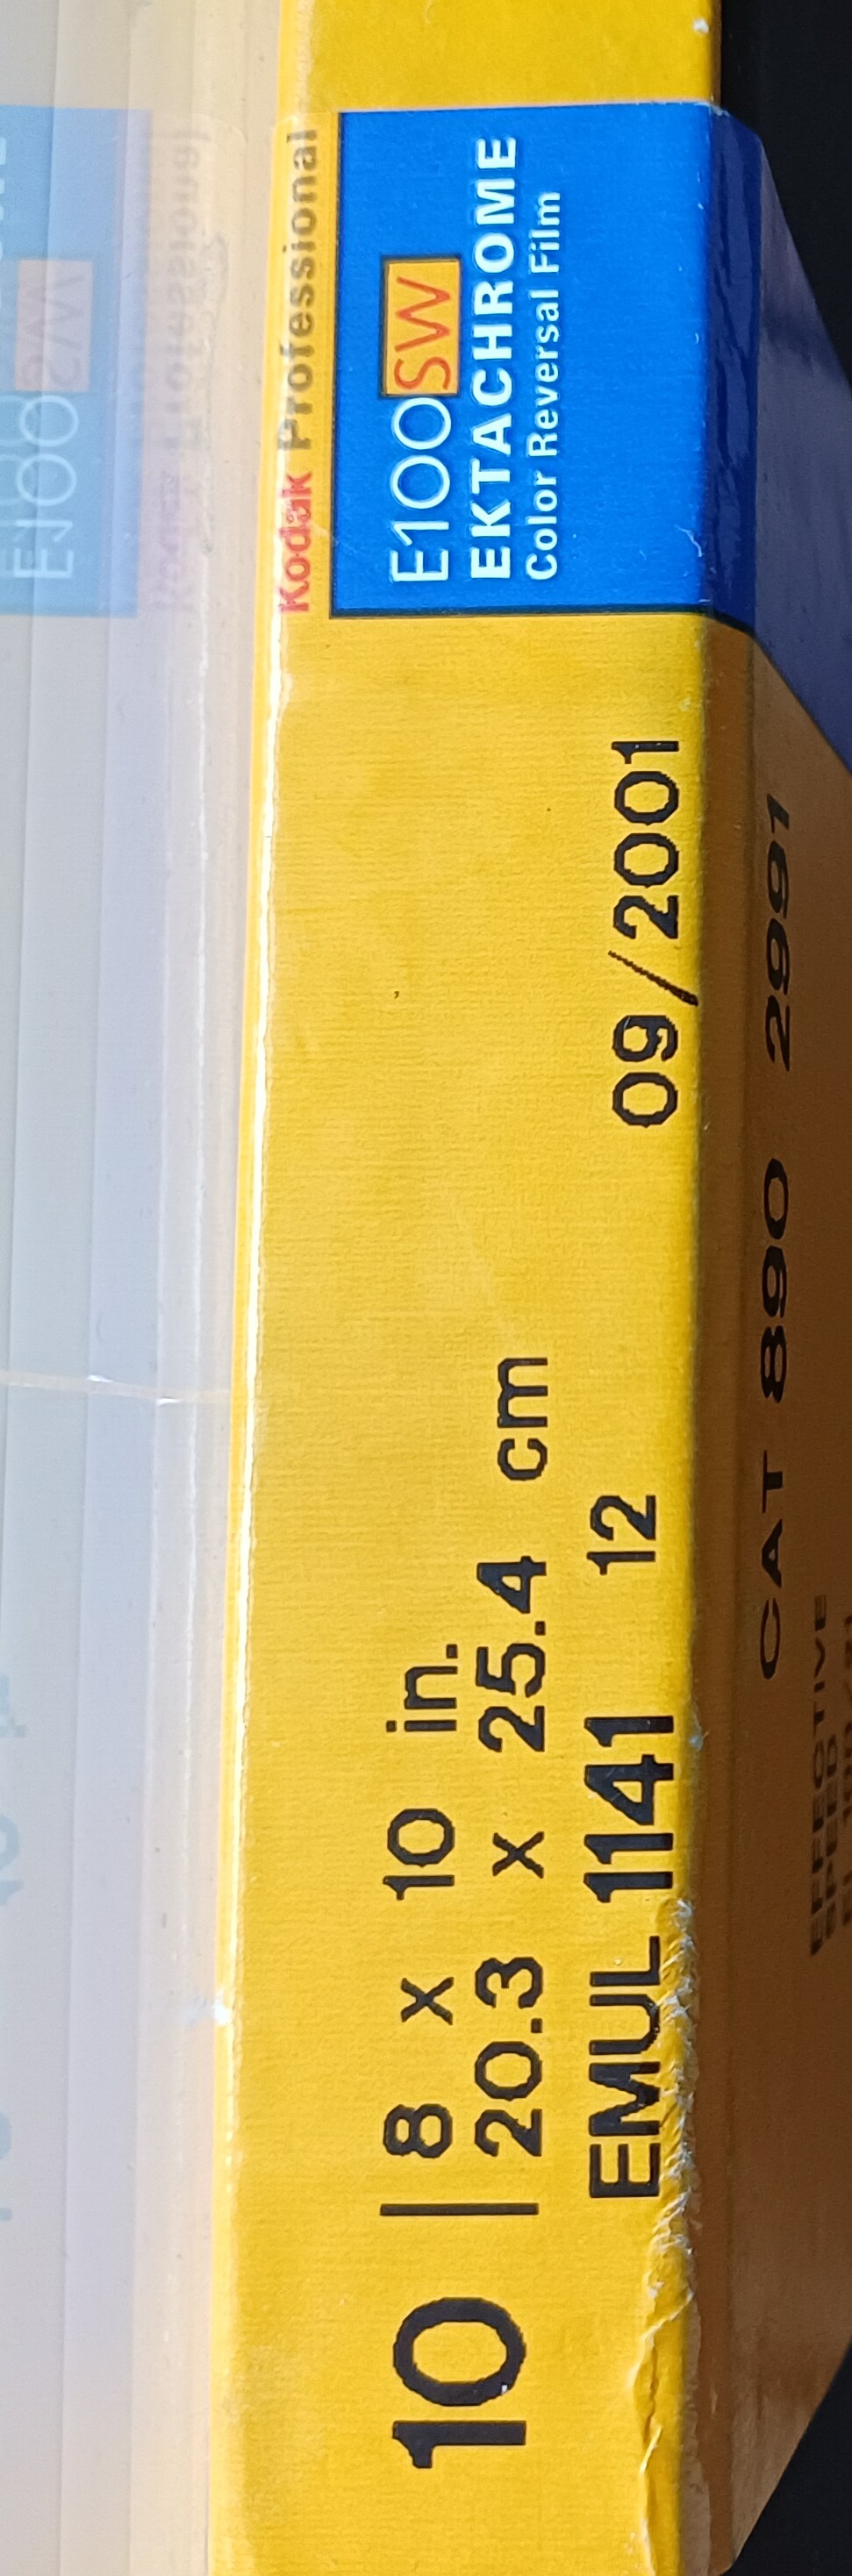 Kodak Professional
E100SW
EKTACHROME
Color Reversal Film
10
8 x 10 in.
20.3 x 25.4 cm
EMUL 1141 12
09/2001
CAT 890 2991
EFFECTIVE
SPEED